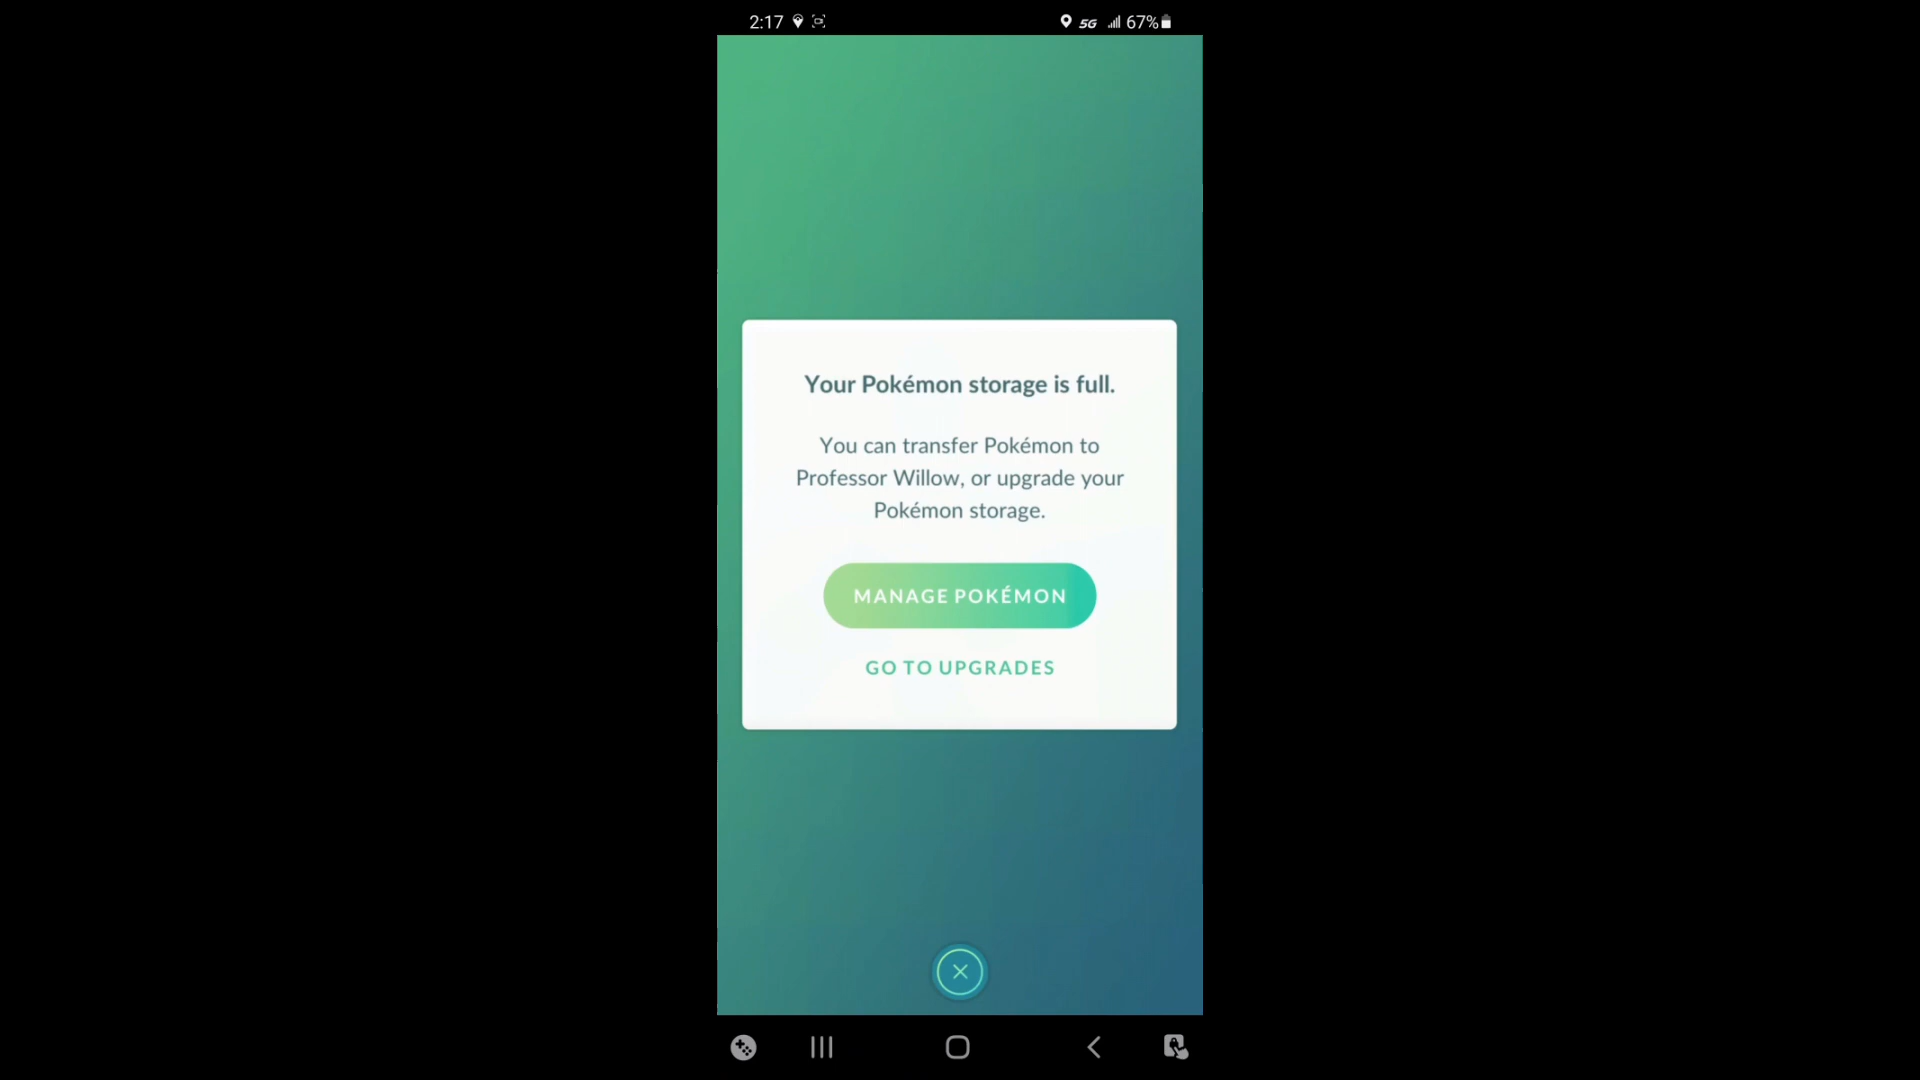 2:17 5G 67%
Your Pokémon storage is full.
You can transfer Pokémon to
Professor Willow, or upgrade your
Pokémon storage.
MANAGE POKÉMON
GO TO UPGRADES